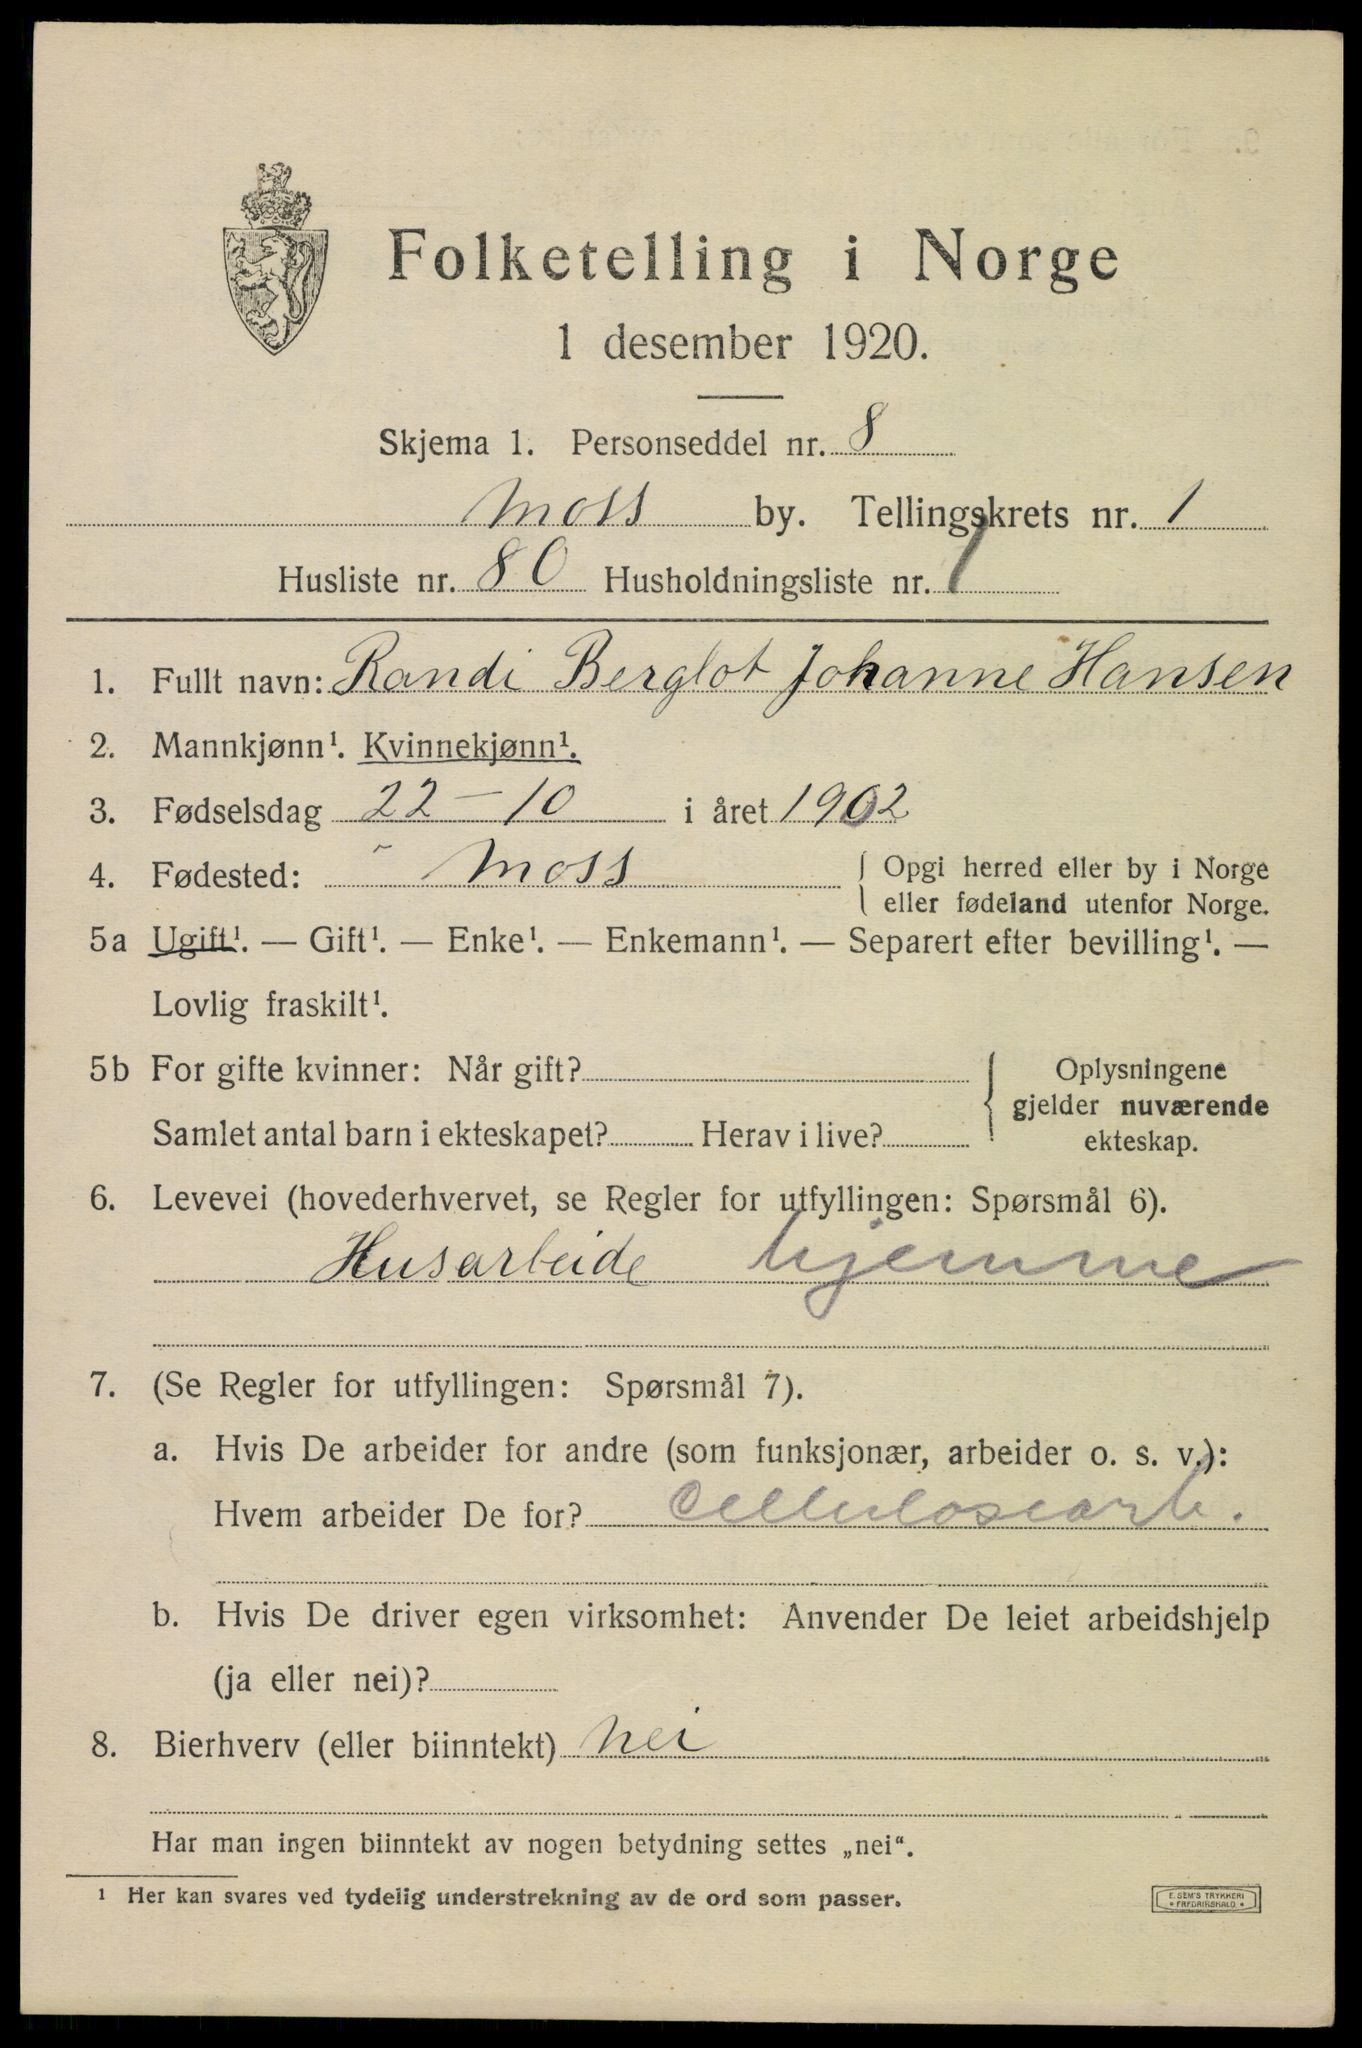 Folketelling i Norge
1 desember 1920.
Skjema 1. Personseddel nr. 8
Moss by. Tellingskrets nr. 1
Husliste nr. 80 Husholdningsliste nr. 1
1. Fullt navn: Randi Berglot Johanne Hansen
2. Mannkjønn¹. Kvinnekjønn¹.
3. Fødselsdag 22 – 10 i året 1902
4. Fødested: Moss { Opgi herred eller by i Norge
eller fødeland utenfor Norge.
5a Ugift¹. — Gift¹. — Enke¹. — Enkemann¹. — Separert efter bevilling¹. —
Lovlig fraskilt¹.
5b For gifte kvinner: Når gift? { Oplysningene
gjelder nuværende
Samlet antal barn i ekteskapet? Herav i live? ekteskap.
6. Levevei (hovederhvervet, se Regler for utfyllingen: Spørsmål 6).
Husarbeide hjemme
7. (Se Regler for utfyllingen: Spørsmål 7).
a. Hvis De arbeider for andre (som funksjonær, arbeider o. s. v.):
Hvem arbeider De for? Cellulosearb.
b. Hvis De driver egen virksomhet: Anvender De leiet arbeidshjelp
(ja eller nei)?
8. Bierhverv (eller biinntekt) nei
Har man ingen biinntekt av nogen betydning settes „nei“.
¹ Her kan svares ved tydelig understrekning av de ord som passer.
E. SEM'S TRYKKERI
* FREDRIKSHALD *